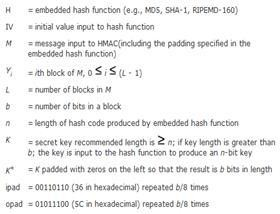 H = embedded hash function (e.g., MD5, SHA-1, RIPEMD-160)
IV = initial value input to hash function
M = message input to HMAC(including the padding specified in the
embedded hash function)
Yi = ith block of M, 0 ≤ i ≤ (L - 1)
L = number of blocks in M
b = number of bits in a block
n = length of hash code produced by embedded hash function
K = secret key recommended length is ≥ n; if key length is greater than
b; the key is input to the hash function to produce an n-bit key
K* = K padded with zeros on the left so that the result is b bits in length
ipad = 00110110 (36 in hexadecimal) repeated b/8 times
opad = 01011100 (5C in hexadecimal) repeated b/8 times